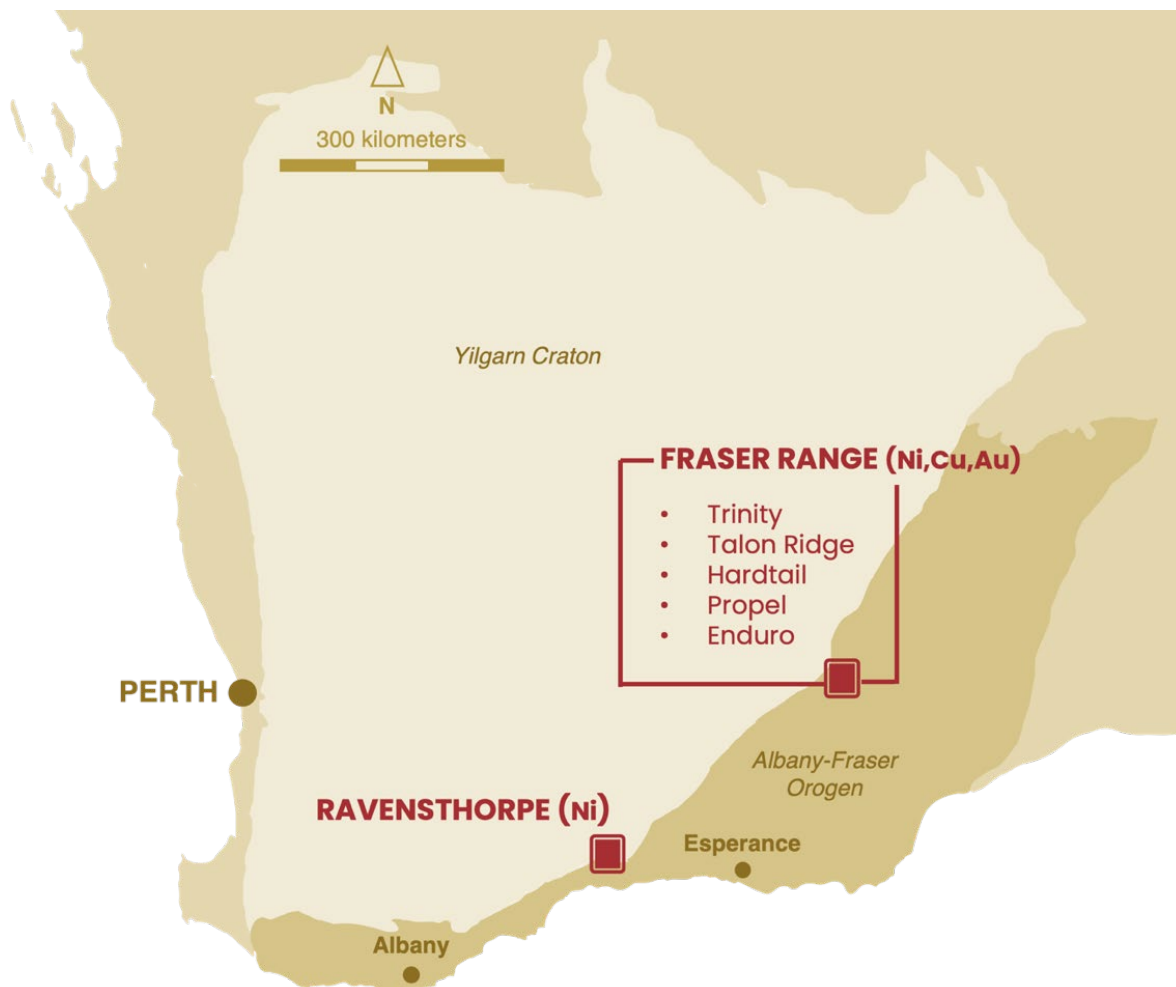 N
300 kilometers
Yilgarn Craton
FRASER RANGE (Ni,Cu,Au)
• Trinity
• Talon Ridge
• Hardtail
• Propel
• Enduro
PERTH
Albany-Fraser
Orogen
RAVENSTHORPE (Ni)
Esperance
Albany